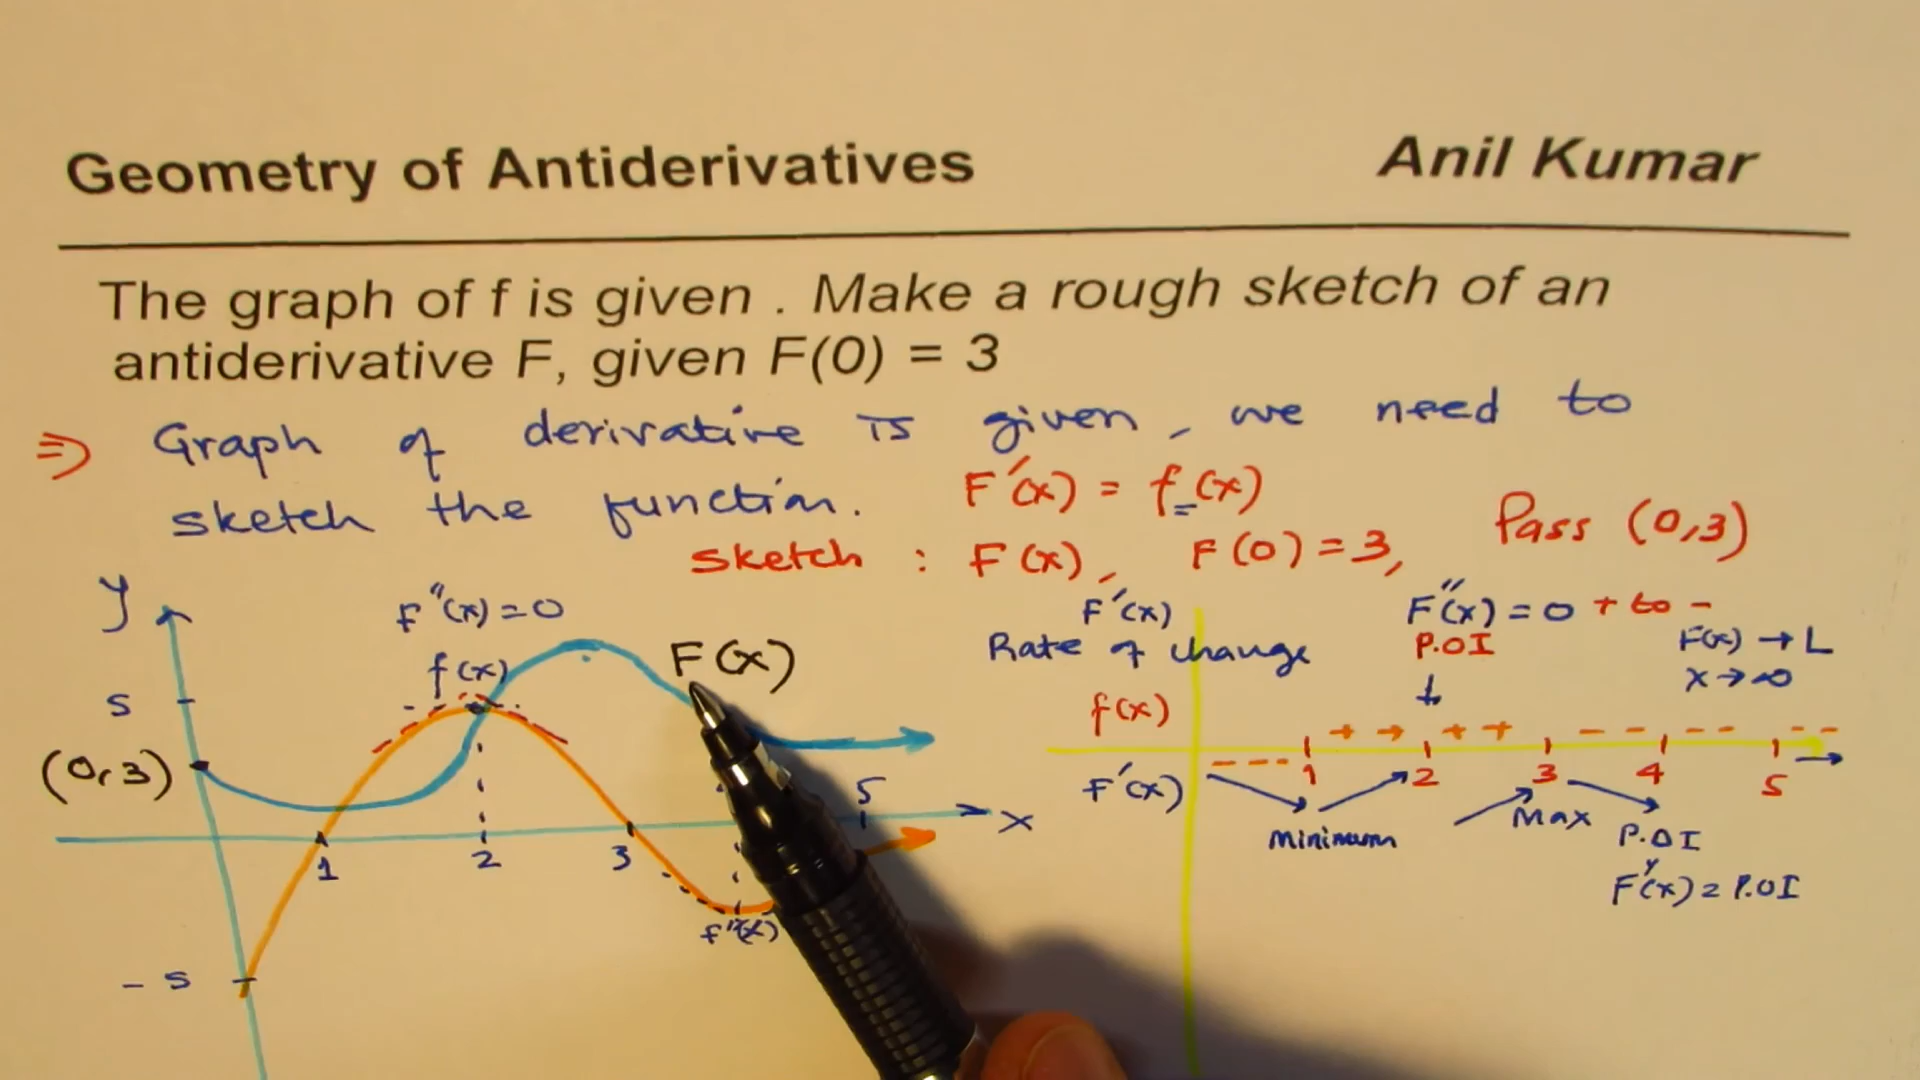 Geometry of Antiderivatives Anil Kumar
The graph of f is given . Make a rough sketch of an
antiderivative F, given F(0) = 3
⇒ Graph of derivative is given, we need to
sketch the function. F'(x) = f(x)
sketch : F(x), F(0) = 3, Pass (0,3)
y
F"(x) = 0
f(x)
F(x)
5
(0,3)
1
2
3
5
x
- 5
f"(x)
F'(x)
Rate of change
F"(x) = 0 + to -
P.OI
F(x) → L
f(x)
+ + + +
- - - - - -
- - -
F'(x)
1 2 3 4 5
Minimum
Max
P.OI
P.OI